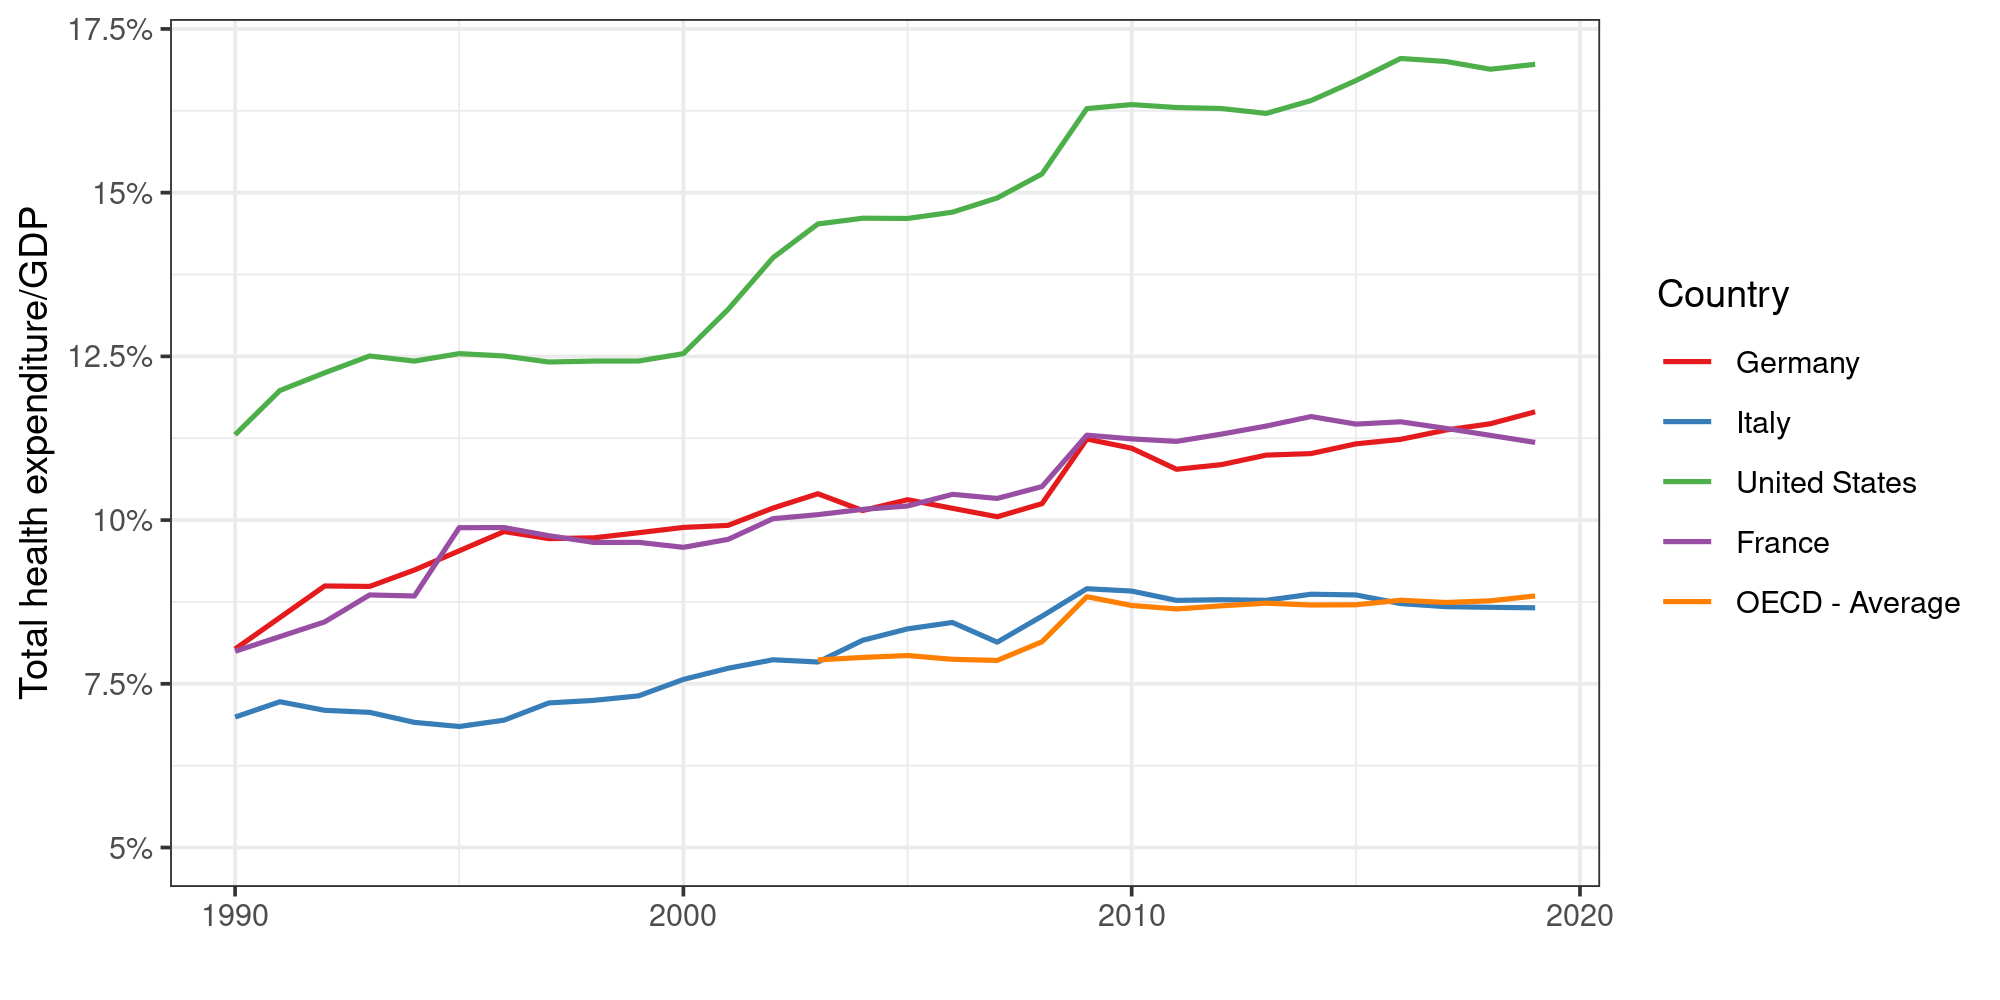 Total health expenditure/GDP
17.5%
15%
12.5%
10%
7.5%
5%
1990
2000
2010
2020
Country
Germany
Italy
United States
France
OECD - Average